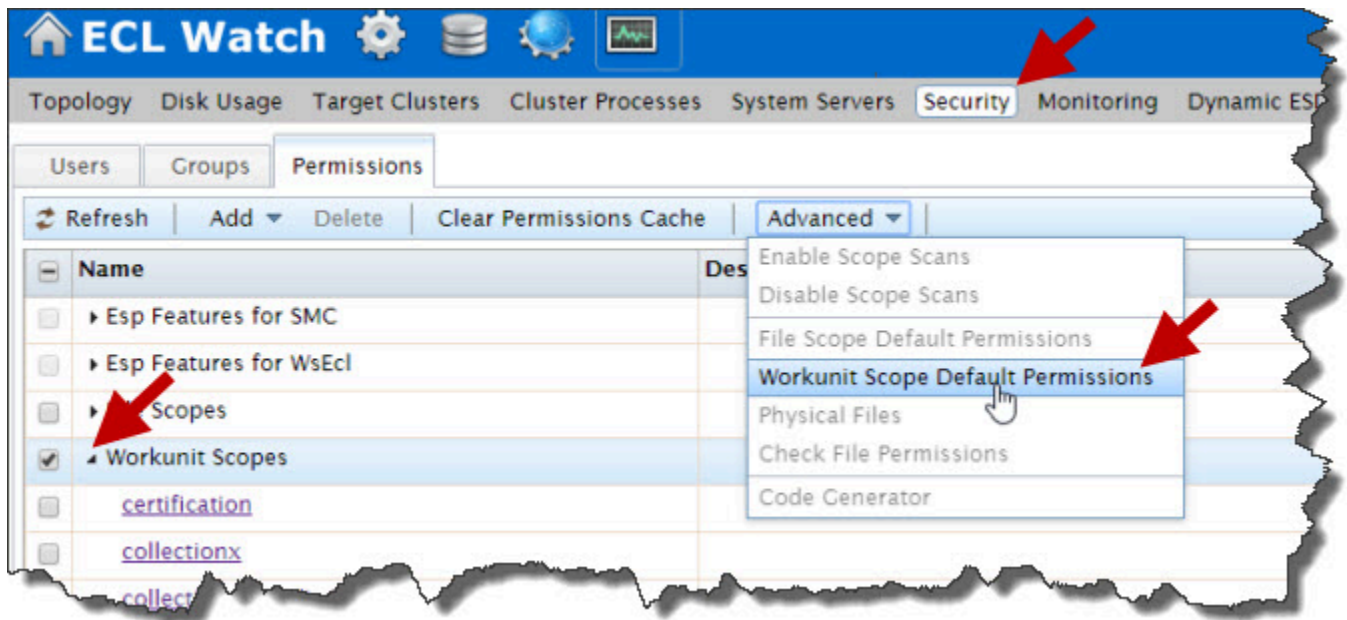 ECL Watch
Topology Disk Usage Target Clusters Cluster Processes System Servers Security Monitoring Dynamic ESD
Users Groups Permissions
Refresh Add Delete Clear Permissions Cache Advanced
Name Des
Enable Scope Scans
Disable Scope Scans
Esp Features for SMC
File Scope Default Permissions
Esp Features for WsEcl
Workunit Scope Default Permissions
Scopes
Physical Files
Check File Permissions
Workunit Scopes
Code Generator
certification
collectionx
collect